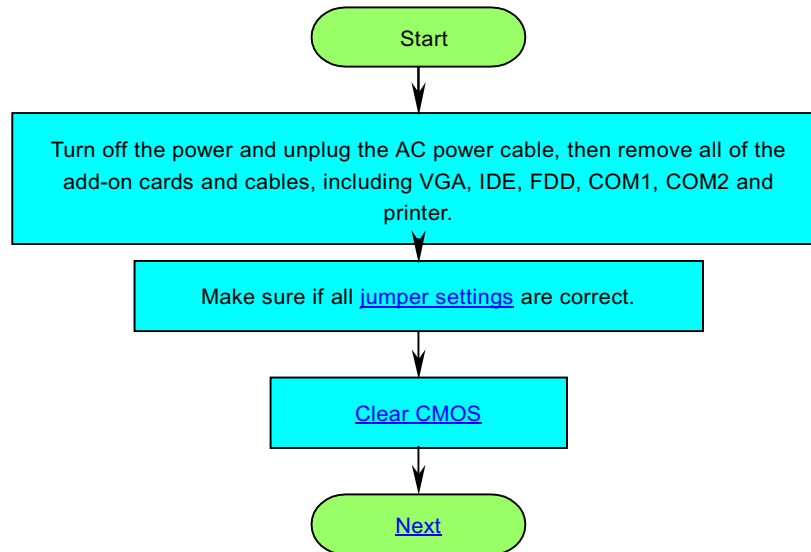 Start
Turn off the power and unplug the AC power cable, then remove all of the
add-on cards and cables, including VGA, IDE, FDD, COM1, COM2 and
printer.
Make sure if all jumper settings are correct.
Clear CMOS
Next